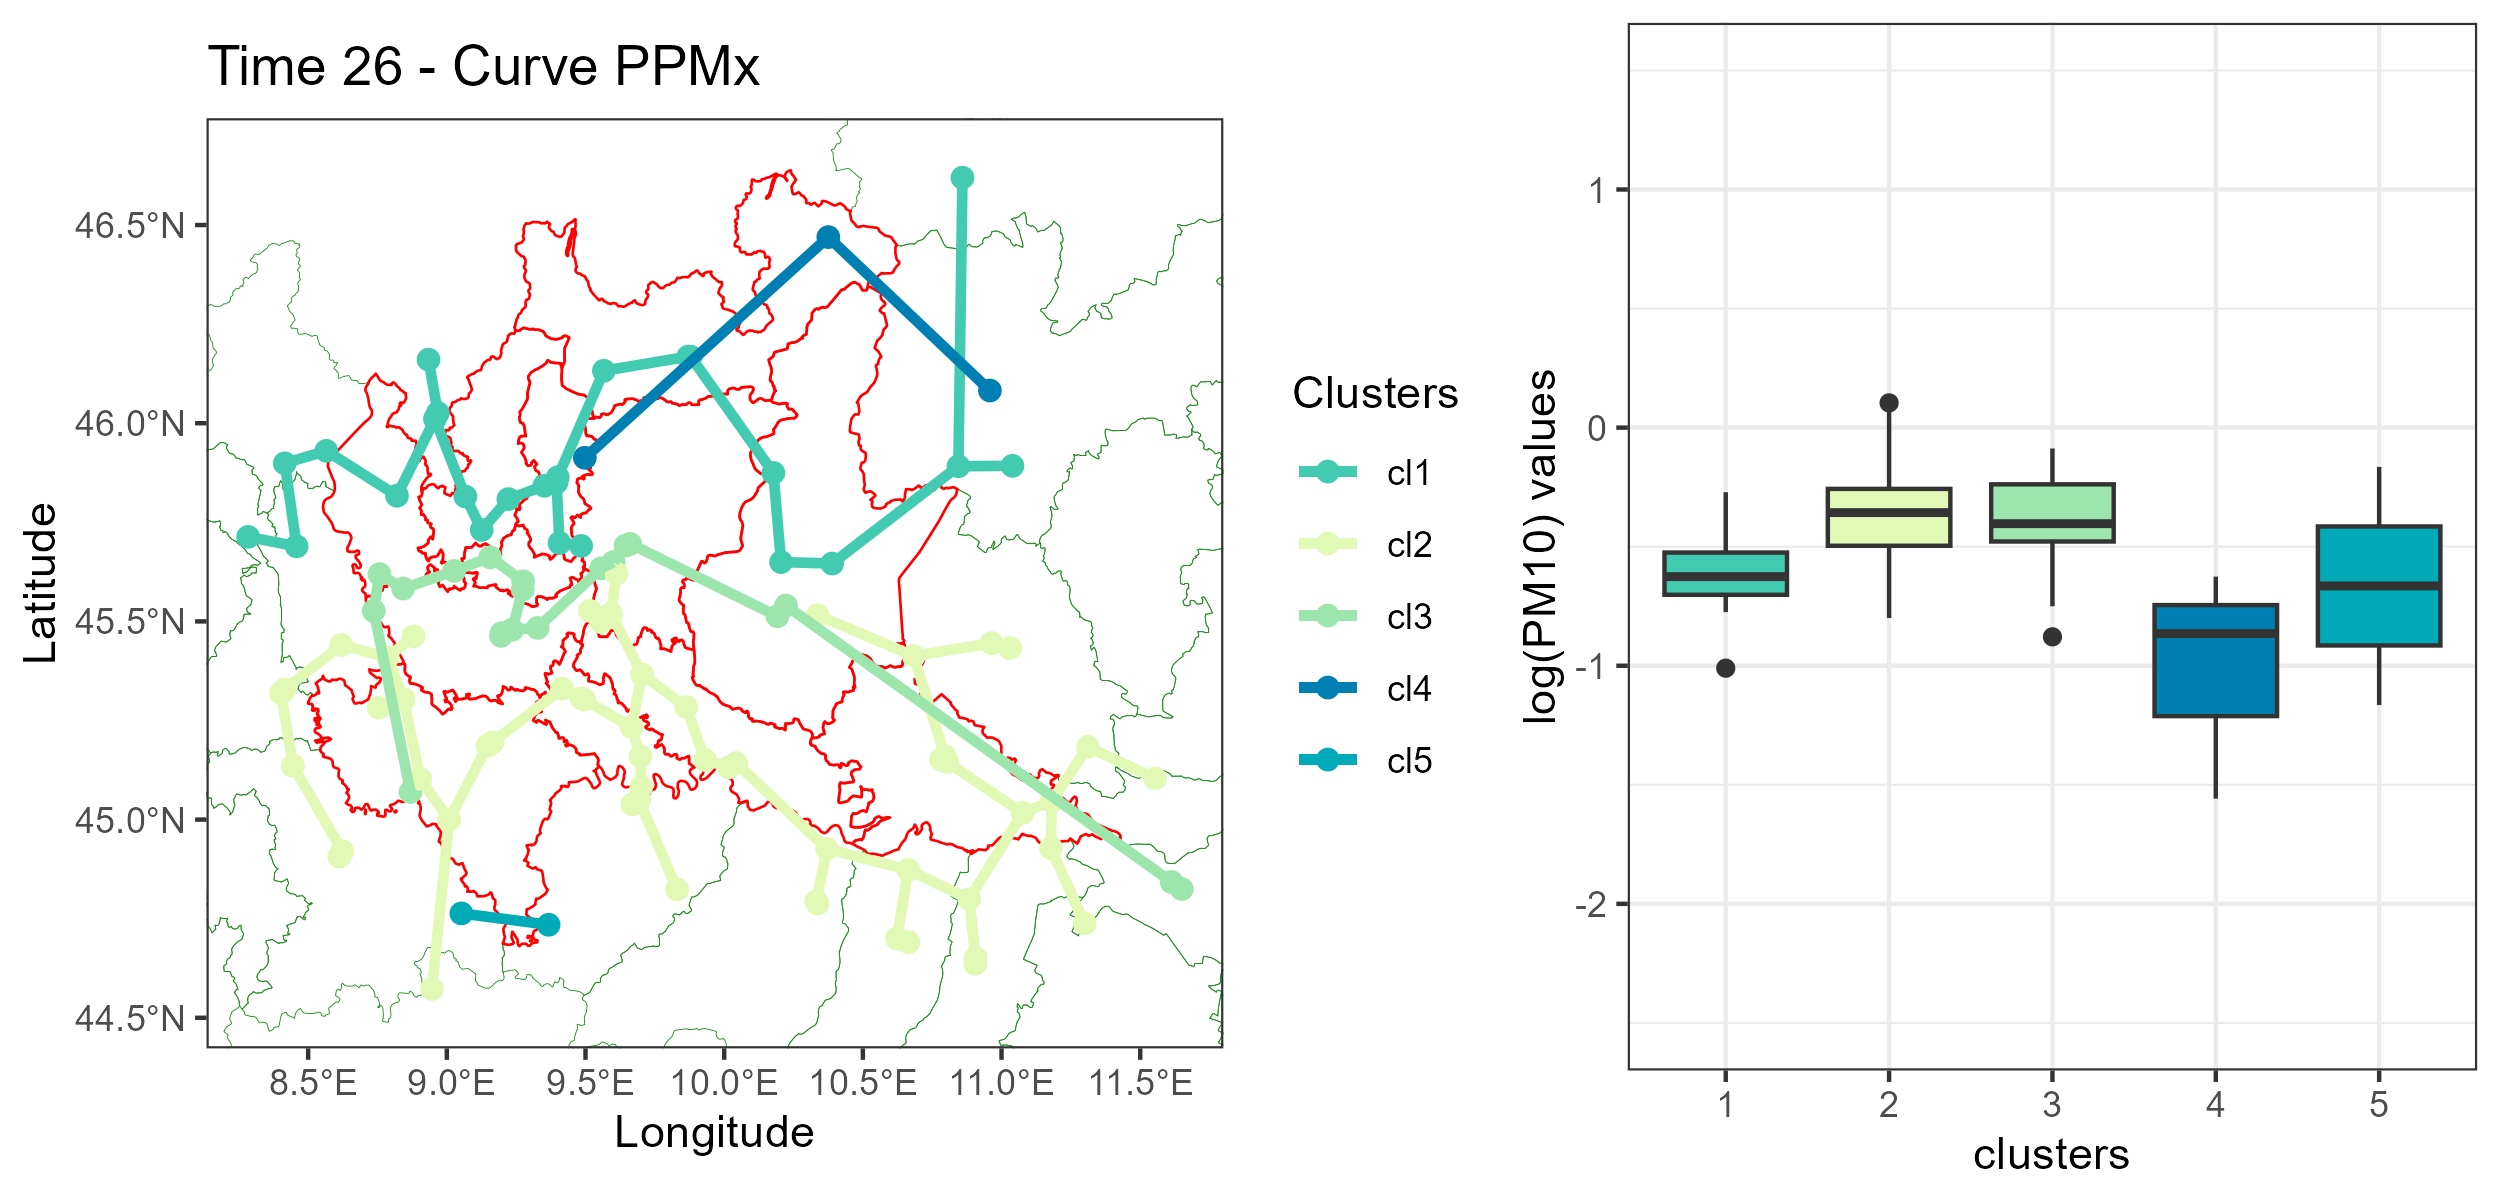 Time 26 - Curve PPMx
46.5°N
46.0°N
45.5°N
45.0°N
44.5°N
Latitude
8.5°E 9.0°E 9.5°E 10.0°E 10.5°E 11.0°E 11.5°E
Longitude
Clusters
cl1
cl2
cl3
cl4
cl5
log(PM10) values
1
0
-1
-2
1 2 3 4 5
clusters